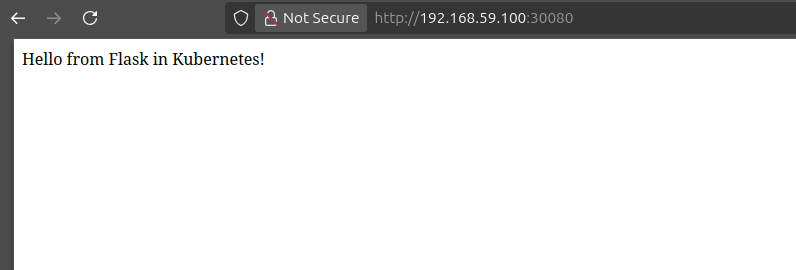 Not Secure http://192.168.59.100:30080
Hello from Flask in Kubernetes!